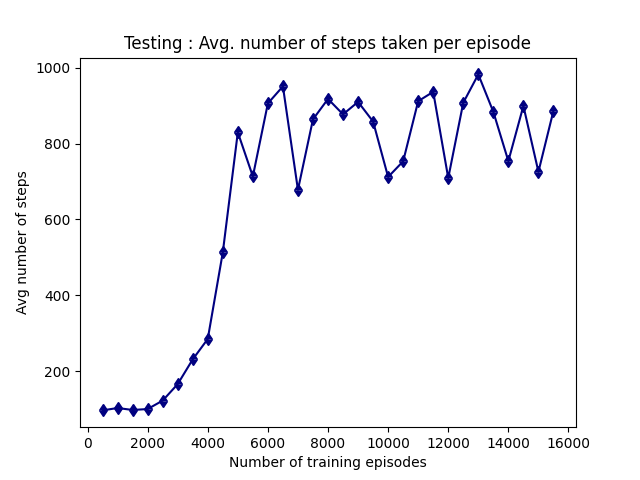 Testing : Avg. number of steps taken per episode
1000
800
600
400
200
Avg number of steps
0 2000 4000 6000 8000 10000 12000 14000 16000
Number of training episodes